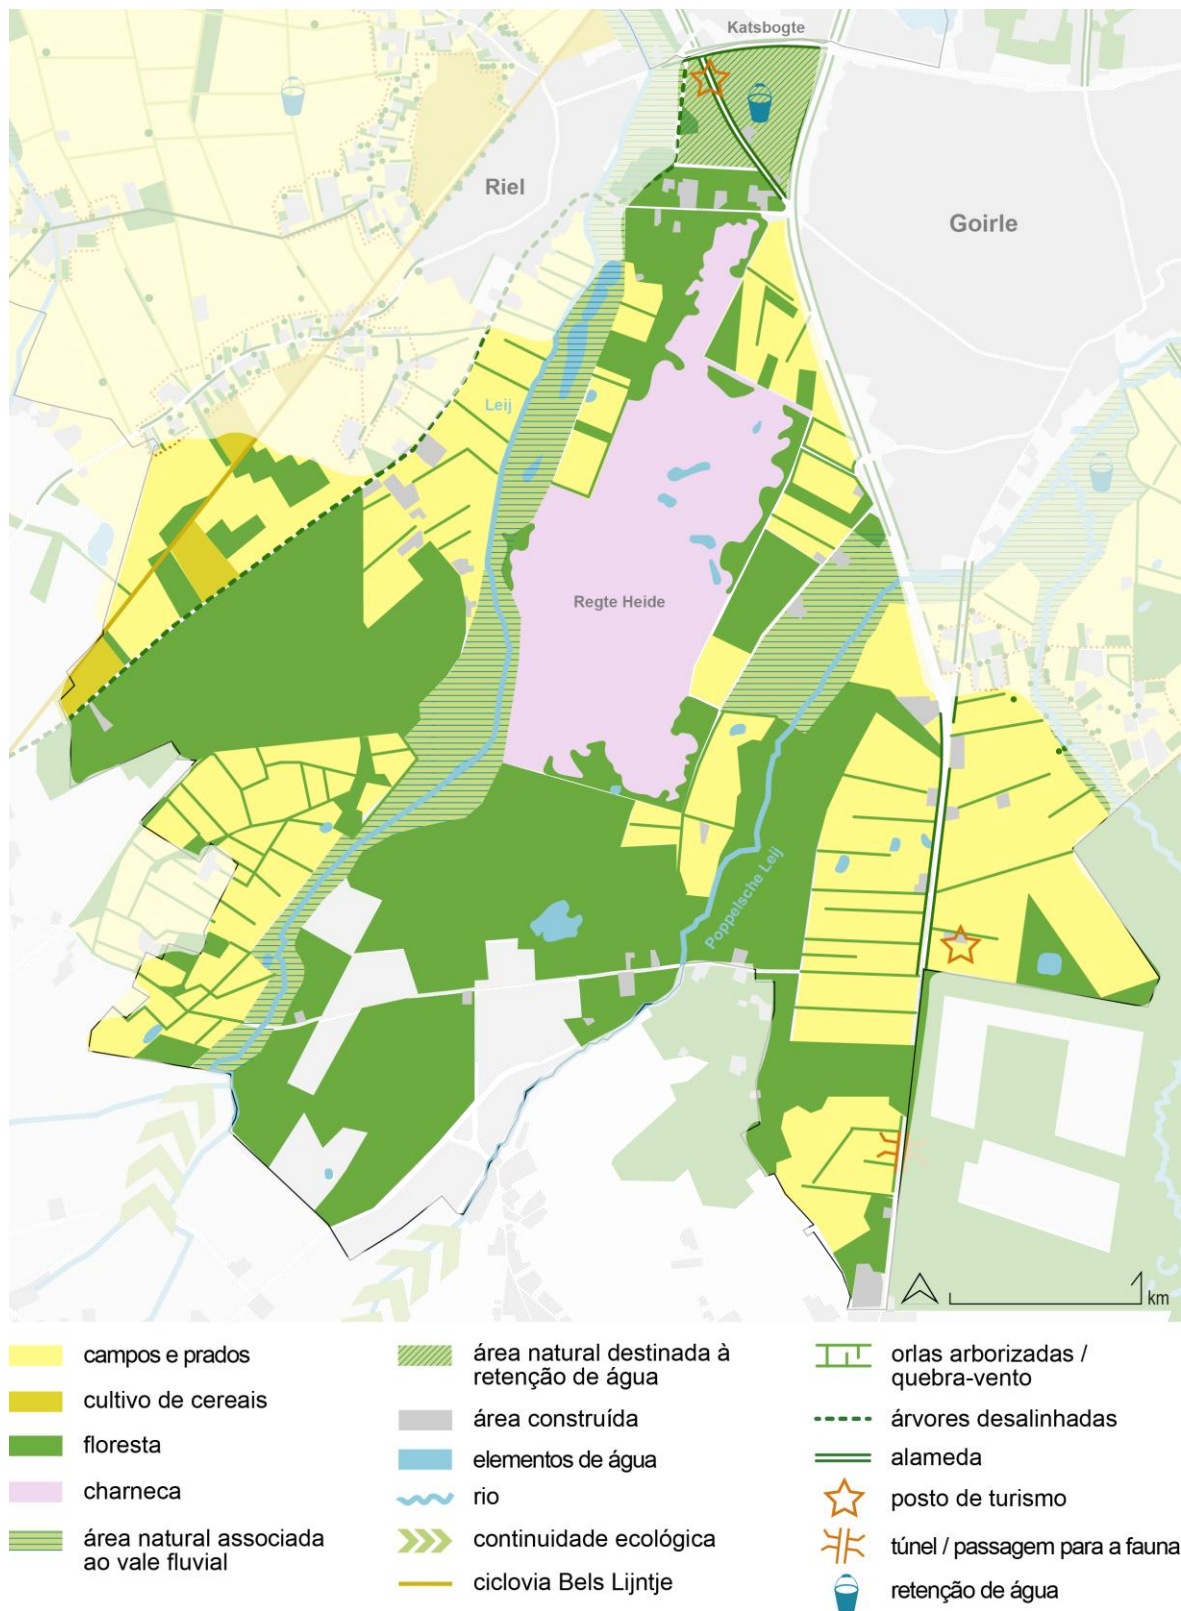 Katsbogte
Riel
Goirle
Leij
Regte Heide
Poppelsche Leij
1
km
campos e prados
cultivo de cereais
floresta
charneca
área natural associada
ao vale fluvial
área natural destinada à
retenção de água
área construída
elementos de água
rio
continuidade ecológica
ciclovia Bels Lijntje
orlas arborizadas /
quebra-vento
árvores desalinhadas
alameda
posto de turismo
túnel / passagem para a fauna
retenção de água